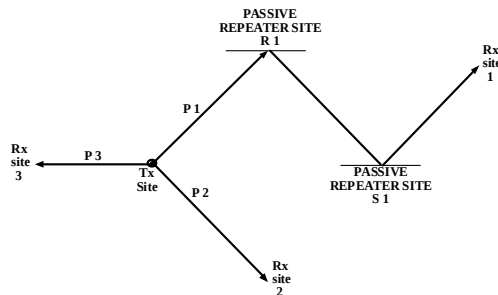 PASSIVE
REPEATER SITE
R 1
Rx
site
1
P 1
Rx
site
3
P 3
Tx
Site
P 2
PASSIVE
REPEATER SITE
S 1
Rx
site
2